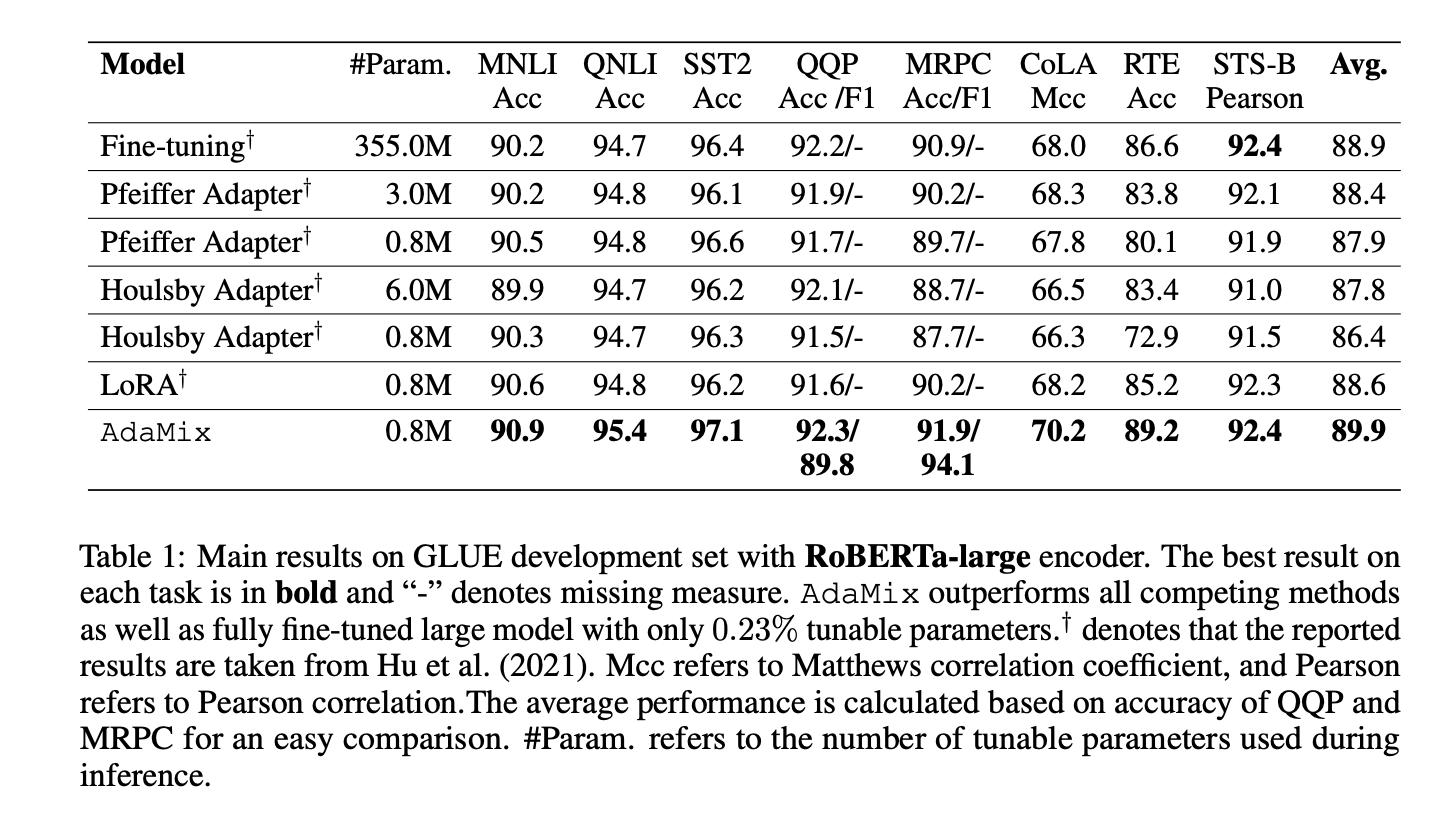 Model #Param. MNLI QNLI SST2 QQP MRPC CoLA RTE STS-B Avg.
Acc Acc Acc Acc /F1 Acc/F1 Mcc Acc Pearson
Fine-tuning† 355.0M 90.2 94.7 96.4 92.2/- 90.9/- 68.0 86.6 92.4 88.9
Pfeiffer Adapter† 3.0M 90.2 94.8 96.1 91.9/- 90.2/- 68.3 83.8 92.1 88.4
Pfeiffer Adapter† 0.8M 90.5 94.8 96.6 91.7/- 89.7/- 67.8 80.1 91.9 87.9
Houlsby Adapter† 6.0M 89.9 94.7 96.2 92.1/- 88.7/- 66.5 83.4 91.0 87.8
Houlsby Adapter† 0.8M 90.3 94.7 96.3 91.5/- 87.7/- 66.3 72.9 91.5 86.4
LoRA† 0.8M 90.6 94.8 96.2 91.6/- 90.2/- 68.2 85.2 92.3 88.6
AdaMix 0.8M 90.9 95.4 97.1 92.3/ 91.9/ 70.2 89.2 92.4 89.9
89.8 94.1
Table 1: Main results on GLUE development set with RoBERTa-large encoder. The best result on
each task is in bold and “-” denotes missing measure. AdaMix outperforms all competing methods
as well as fully fine-tuned large model with only 0.23% tunable parameters.† denotes that the reported
results are taken from Hu et al. (2021). Mcc refers to Matthews correlation coefficient, and Pearson
refers to Pearson correlation.The average performance is calculated based on accuracy of QQP and
MRPC for an easy comparison. #Param. refers to the number of tunable parameters used during
inference.